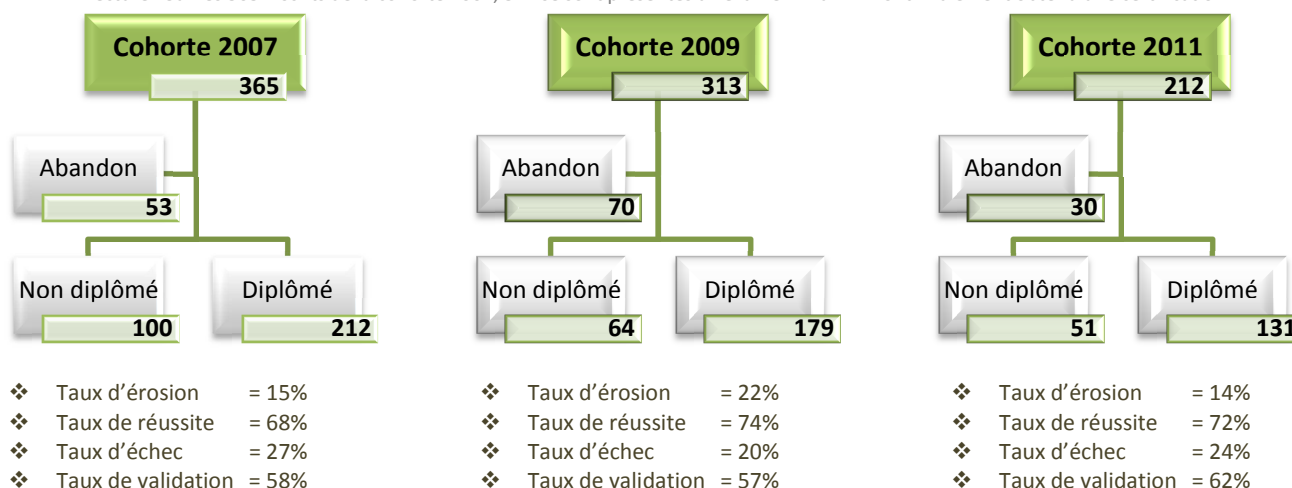 Cohorte 2007
365
Abandon
53
Non diplômé
100
Diplômé
212
❖ Taux d'érosion = 15%
❖ Taux de réussite = 68%
❖ Taux d'échec = 27%
❖ Taux de validation = 58%
Cohorte 2009
313
Abandon
70
Non diplômé
64
Diplômé
179
❖ Taux d'érosion = 22%
❖ Taux de réussite = 74%
❖ Taux d'échec = 20%
❖ Taux de validation = 57%
Cohorte 2011
212
Abandon
30
Non diplômé
51
Diplômé
131
❖ Taux d'érosion = 14%
❖ Taux de réussite = 72%
❖ Taux d'échec = 24%
❖ Taux de validation = 62%